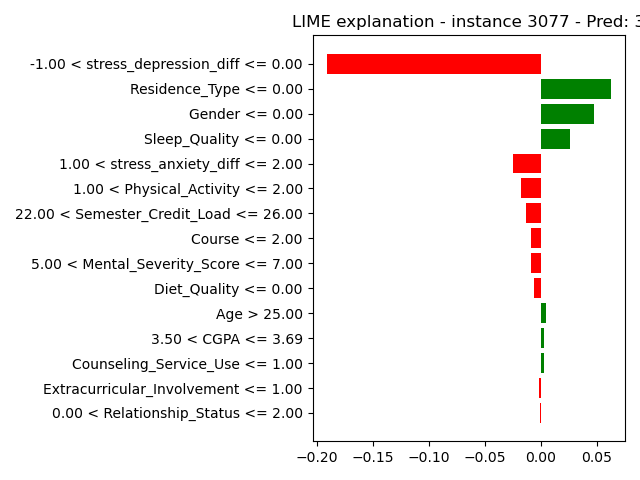 LIME explanation - instance 3077 - Pred: 3
-1.00 < stress_depression_diff <= 0.00
Residence_Type <= 0.00
Gender <= 0.00
Sleep_Quality <= 0.00
1.00 < stress_anxiety_diff <= 2.00
1.00 < Physical_Activity <= 2.00
22.00 < Semester_Credit_Load <= 26.00
Course <= 2.00
5.00 < Mental_Severity_Score <= 7.00
Diet_Quality <= 0.00
Age > 25.00
3.50 < CGPA <= 3.69
Counseling_Service_Use <= 1.00
Extracurricular_Involvement <= 1.00
0.00 < Relationship_Status <= 2.00
−0.20 −0.15 −0.10 −0.05 0.00 0.05